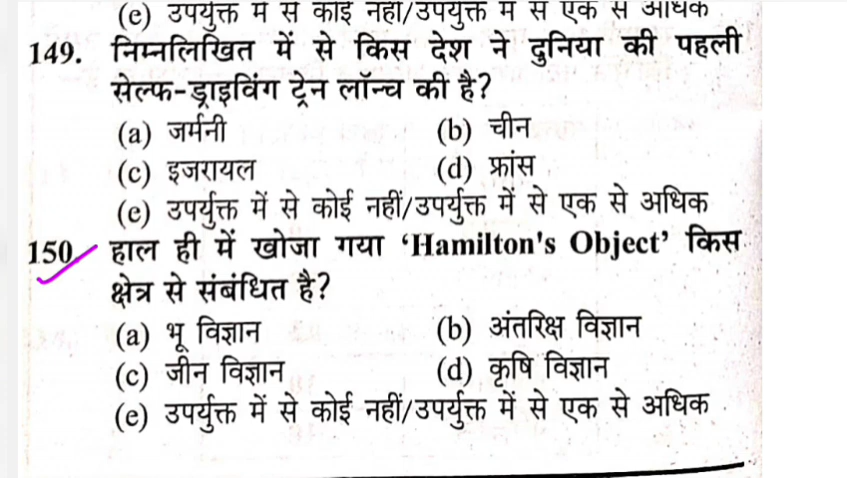 (e) उपर्युक्त में से कोई नहीं/उपर्युक्त में से एक से अधिक
149. निम्नलिखित में से किस देश ने दुनिया की पहली
सेल्फ-ड्राइविंग ट्रेन लॉन्च की है?
(a) जर्मनी (b) चीन
(c) इजरायल (d) फ्रांस
(e) उपर्युक्त में से कोई नहीं/उपर्युक्त में से एक से अधिक
150 हाल ही में खोजा गया ‘Hamilton's Object’ किस
क्षेत्र से संबंधित है?
(a) भू विज्ञान (b) अंतरिक्ष विज्ञान
(c) जीन विज्ञान (d) कृषि विज्ञान
(e) उपर्युक्त में से कोई नहीं/उपर्युक्त में से एक से अधिक